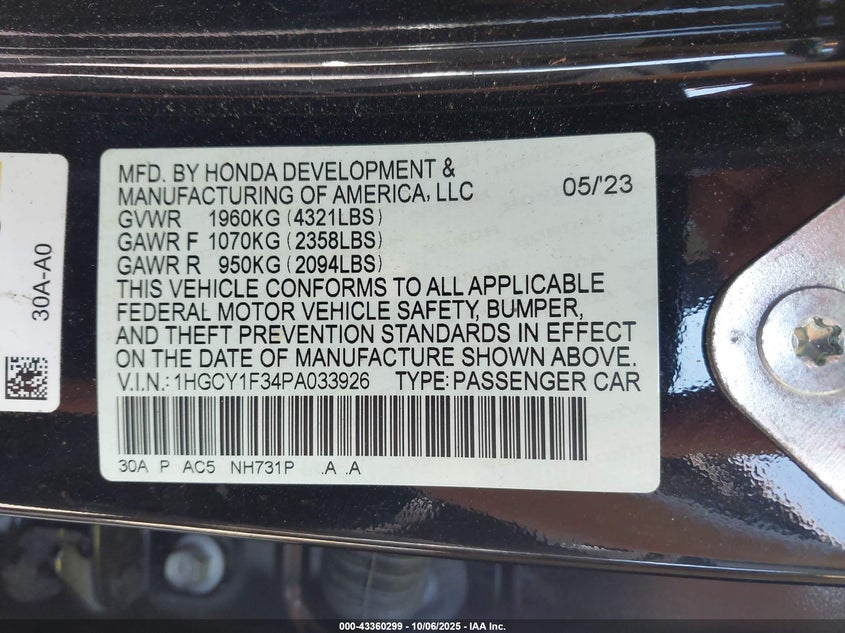 MFD. BY HONDA DEVELOPMENT &
MANUFACTURING OF AMERICA, LLC 05/'23
GVWR 1960KG (4321LBS)
GAWR F 1070KG (2358LBS)
GAWR R 950KG (2094LBS)
THIS VEHICLE CONFORMS TO ALL APPLICABLE
FEDERAL MOTOR VEHICLE SAFETY, BUMPER,
AND THEFT PREVENTION STANDARDS IN EFFECT
ON THE DATE OF MANUFACTURE SHOWN ABOVE.
V.I.N.: 1HGCY1F34PA033926 TYPE: PASSENGER CAR
30A P AC5 NH731P .A .A
30A-A0
000-43360299 - 10/06/2025 - IAA Inc.